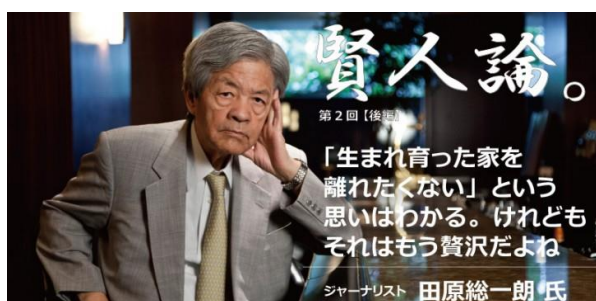 賢人論。
第2回【後編】
「生まれ育った家を
離れたくない」という
思いはわかる。けれども
それはもう贅沢だよね
ジャーナリスト 田原総一朗 氏